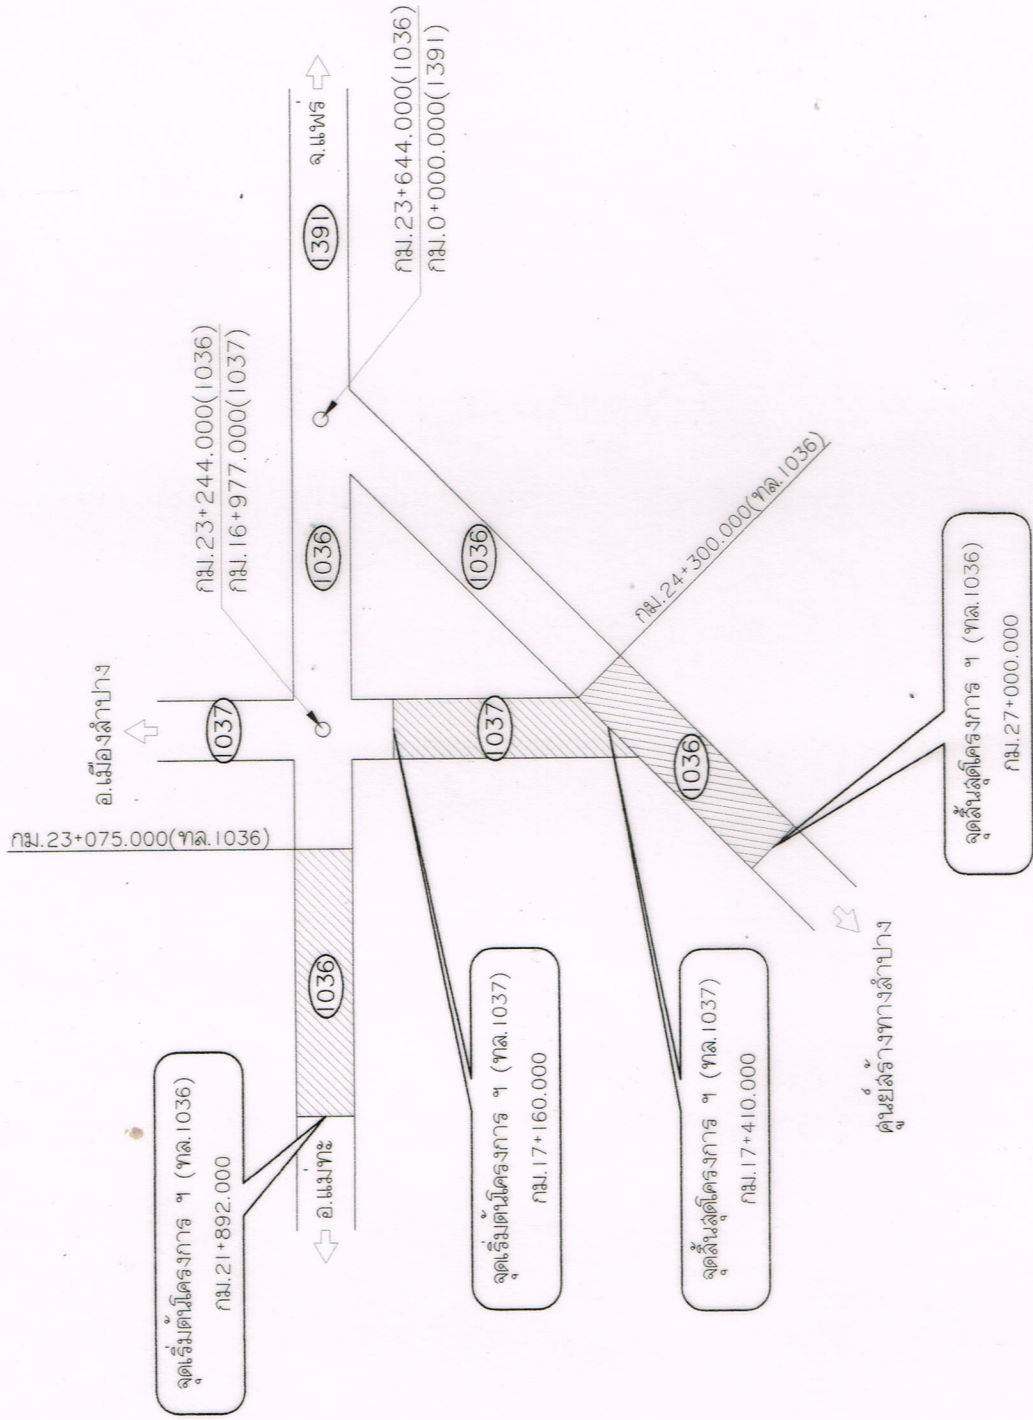 จ.แพร่
1391
กม.23+644.000(1036)
กม.0+000.000(1391)
กม.23+244.000(1036)
กม.16+977.000(1037)
1036
1036
กม.24+300.000(ทล.1036)
อ.เมืองลำปาง
1037
1037
1036
กม.23+075.000(ทล.1036)
1036
อ.แม่ทะ
จุดเริ่มต้นโครงการ ฯ (ทล.1036)
กม.21+892.000
จุดเริ่มต้นโครงการ ฯ (ทล.1037)
กม.17+160.000
จุดสิ้นสุดโครงการ ฯ (ทล.1037)
กม.17+410.000
จุดสิ้นสุดโครงการ ฯ (ทล.1036)
กม.27+000.000
ศูนย์สร้างทางลำปาง